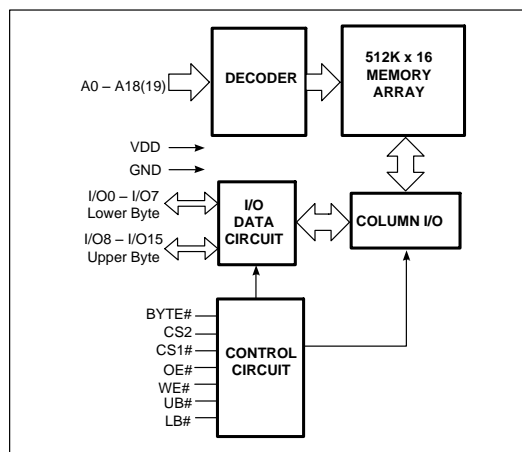 A0 – A18(19)
DECODER
512K x 16
MEMORY
ARRAY
VDD
GND
I/O0 – I/O7
Lower Byte
I/O8 – I/O15
Upper Byte
I/O
DATA
CIRCUIT
COLUMN I/O
BYTE#
CS2
CS1#
OE#
WE#
UB#
LB#
CONTROL
CIRCUIT